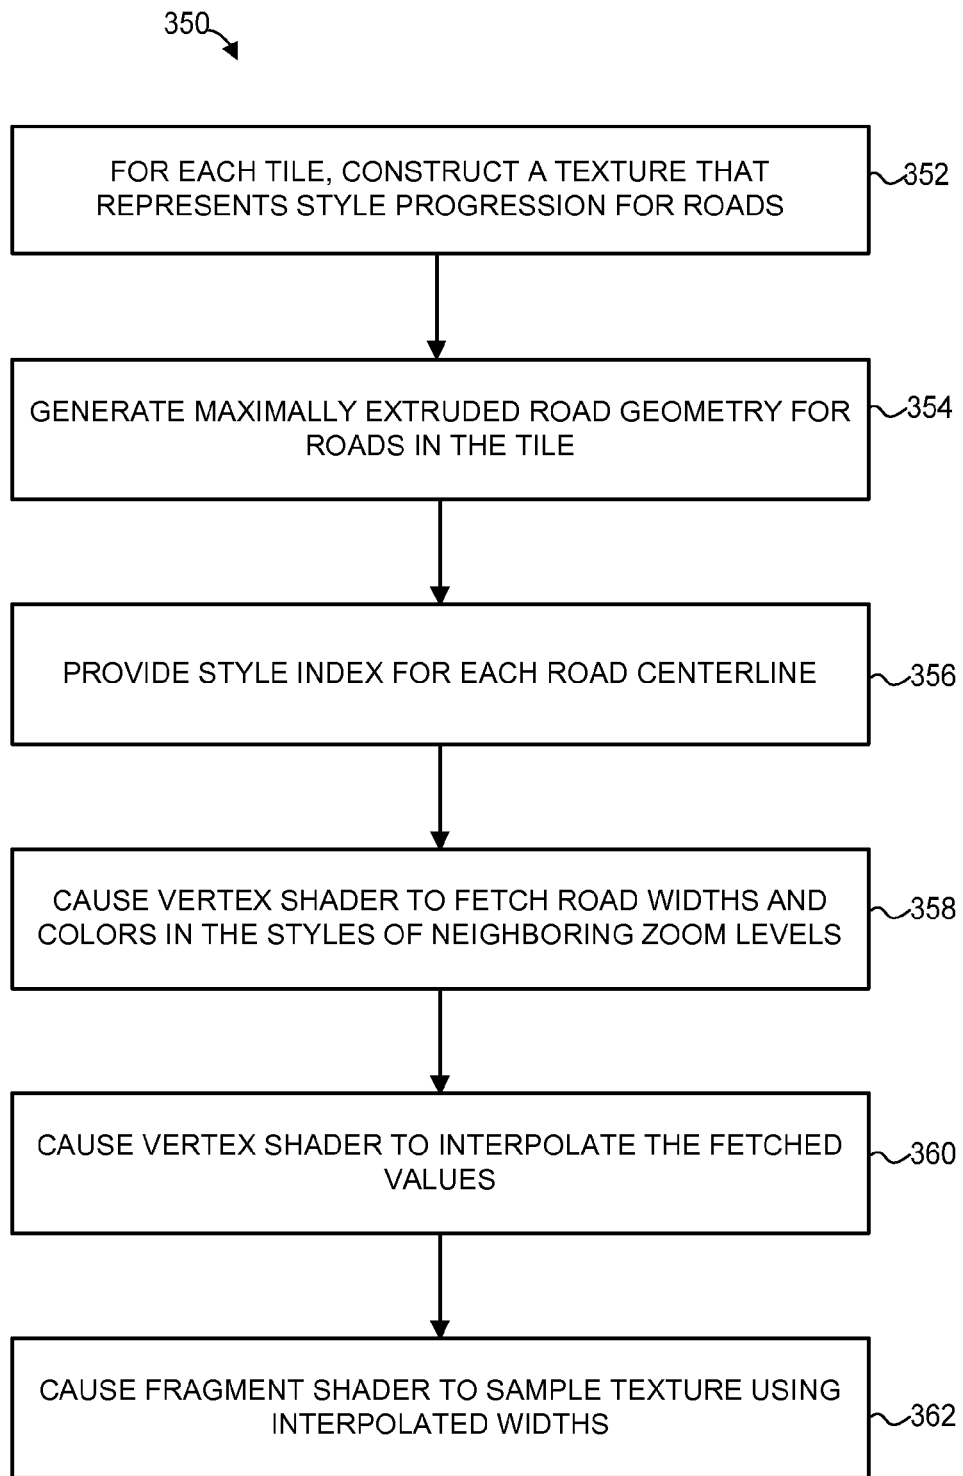 350
FOR EACH TILE, CONSTRUCT A TEXTURE THAT
REPRESENTS STYLE PROGRESSION FOR ROADS
352
GENERATE MAXIMALLY EXTRUDED ROAD GEOMETRY FOR
ROADS IN THE TILE
354
PROVIDE STYLE INDEX FOR EACH ROAD CENTERLINE
356
CAUSE VERTEX SHADER TO FETCH ROAD WIDTHS AND
COLORS IN THE STYLES OF NEIGHBORING ZOOM LEVELS
358
CAUSE VERTEX SHADER TO INTERPOLATE THE FETCHED
VALUES
360
CAUSE FRAGMENT SHADER TO SAMPLE TEXTURE USING
INTERPOLATED WIDTHS
362